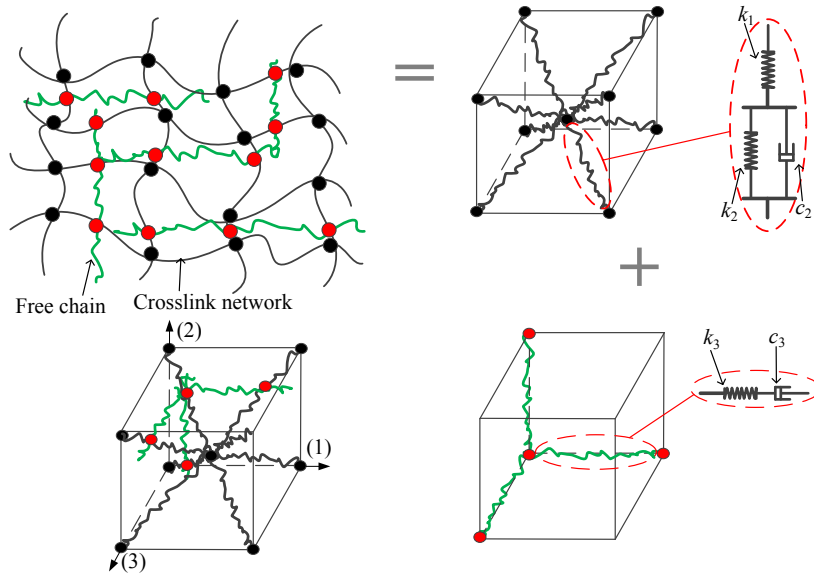 =
k₁
k₂
c₂
Free chain
Crosslink network
+
(2)
(1)
(3)
k₃
c₃